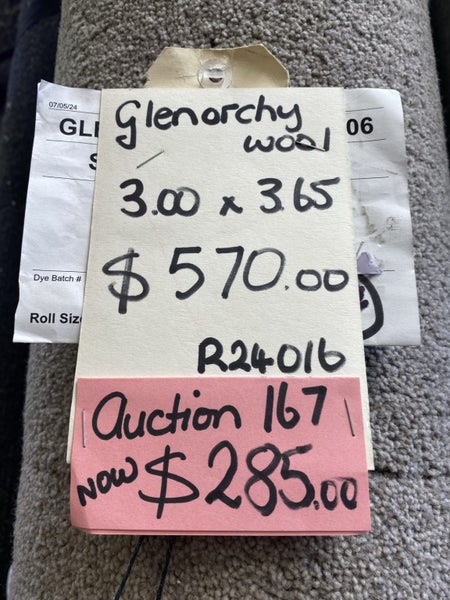 07/05/24
GL
06
Glenorchy
wool
3.00 x 3.65
$570.00
Dye Batch #
Roll Siz
R24016
Auction 167
NOW $285.00